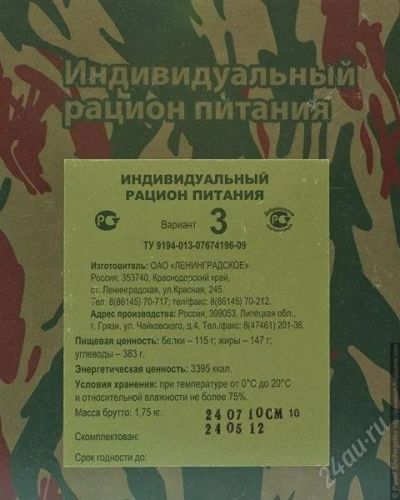 Индивидуальный
рацион питания
ИНДИВИДУАЛЬНЫЙ
РАЦИОН ПИТАНИЯ
Вариант 3
ТУ 9194-013-07674196-09
Изготовитель: ОАО «ЛЕНИНГРАДСКОЕ».
Россия, 353740, Краснодарский край,
ст. Ленинградская, ул.Красная, 245.
Тел: 8(86145) 70-717; тел/факс: 8(86145) 70-212.
Адрес производства: Россия, 399053, Липецкая обл.,
г. Грязи, ул. Чайковского, д.4. Тел./факс: 8(47461) 201-36.
Пищевая ценность: белки – 115 г; жиры – 147 г;
углеводы – 383 г.
Энергетическая ценность: 3395 ккал.
Условия хранения: при температуре от 0°С до 20°С
и относительной влажности не более 75%.
Масса брутто: 1,75 кг. 24 07 10СМ 10
Скомплектован: 24 05 12
Срок годности до:
24au.ru